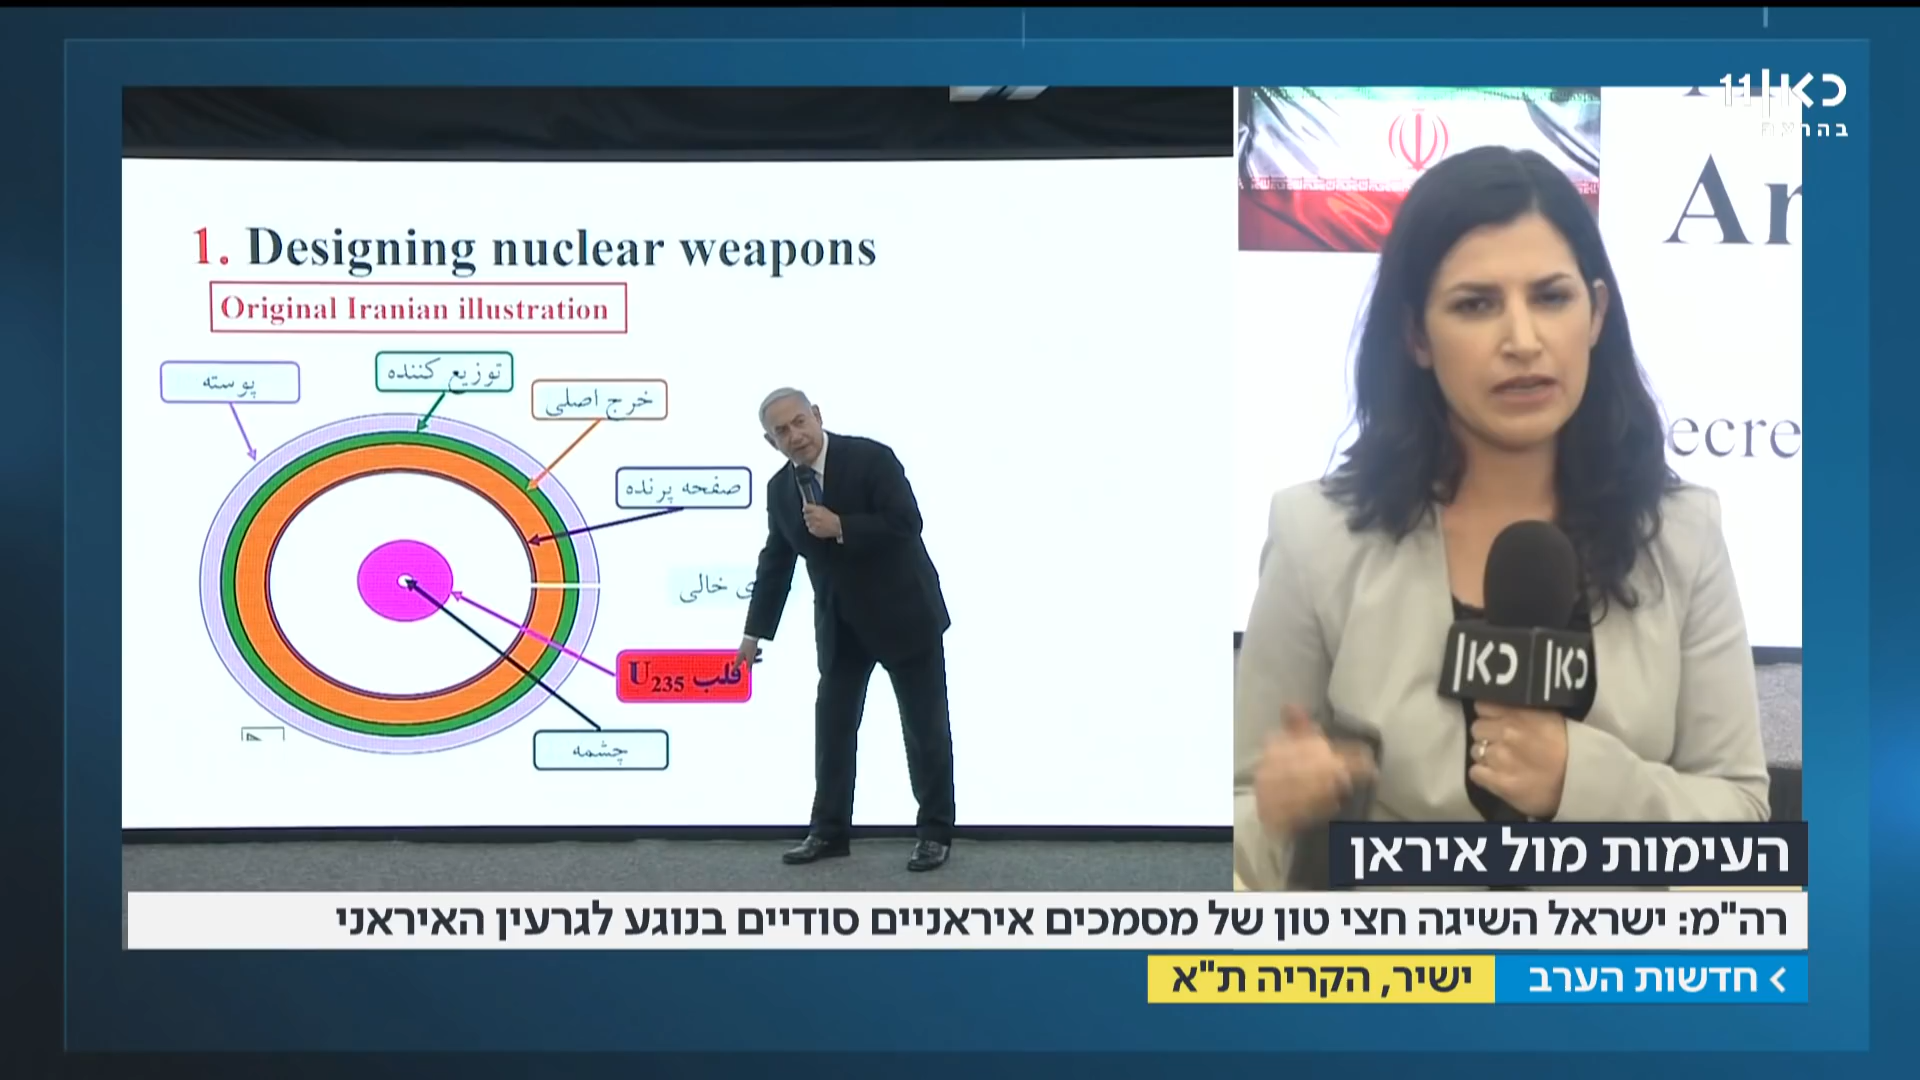 כאן 11
1. Designing nuclear weapons
Original Iranian illustration
پوسته
توزیع کننده
خرج اصلی
صفحه پرنده
خالی
قلب U235
چشمه
Ar
ecre
כאן כאן
העימות מול איראן
רה"מ: ישראל השיגה חצי טון של מסמכים איראניים סודיים בנוגע לגרעין האיראני
חדשות הערב
ישיר, הקריה ת"א